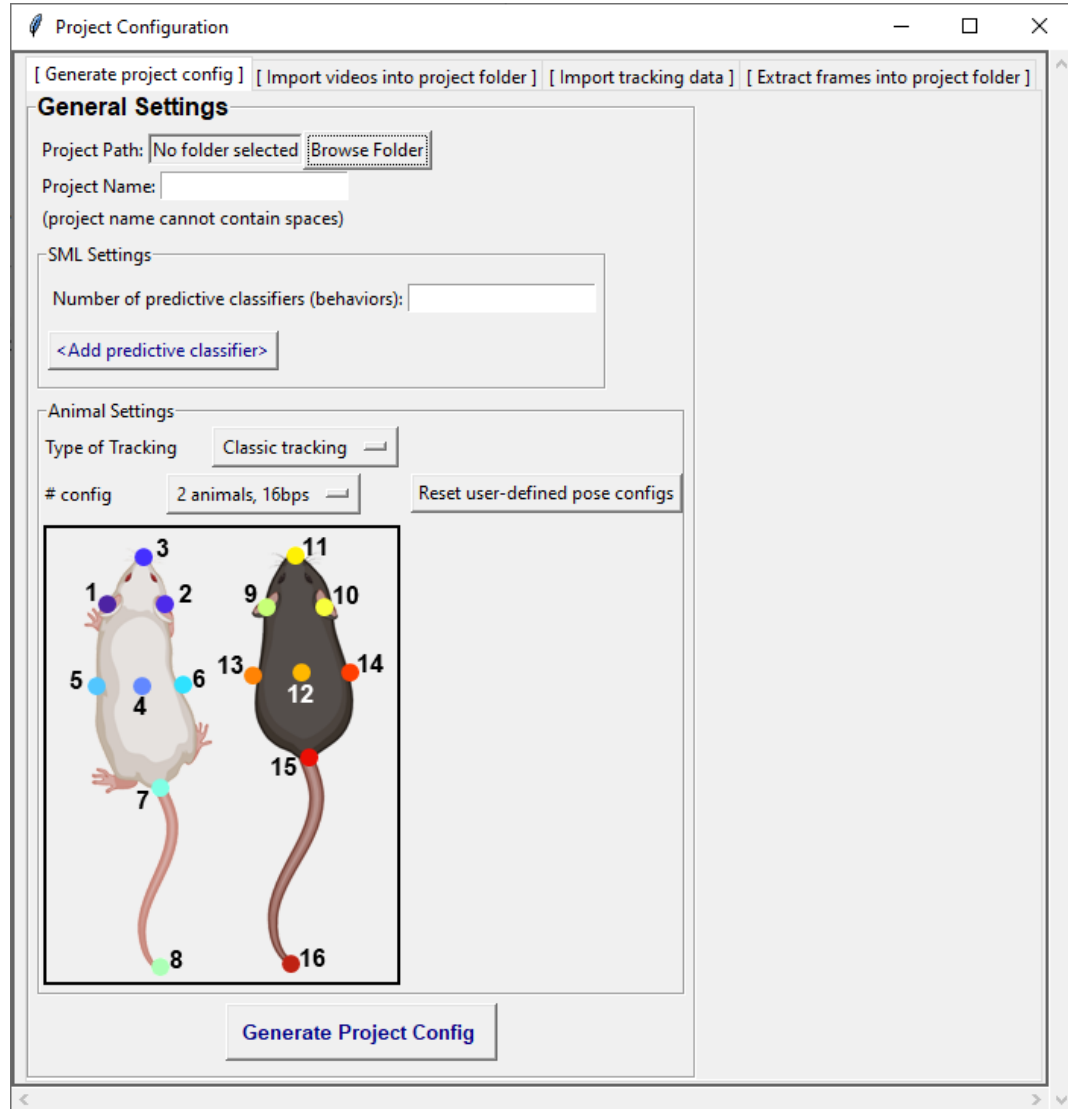 Project Configuration
[ Generate project config ] [ Import videos into project folder ] [ Import tracking data ] [ Extract frames into project folder ]
General Settings
Project Path: No folder selected Browse Folder
Project Name:
(project name cannot contain spaces)
SML Settings
Number of predictive classifiers (behaviors):
<Add predictive classifier>
Animal Settings
Type of Tracking Classic tracking
# config 2 animals, 16bps Reset user-defined pose configs
3 11
1 2 9 10
5 4 6 13 12 14
7 15
8 16
Generate Project Config